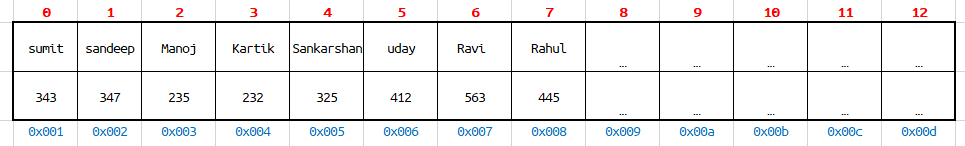 0 1 2 3 4 5 6 7 8 9 10 11 12
sumit sandeep Manoj Kartik Sankarshan uday Ravi Rahul ... ... ... ... ...
343 347 235 232 325 412 563 445 ... ... ... ... ...
0x001 0x002 0x003 0x004 0x005 0x006 0x007 0x008 0x009 0x00a 0x00b 0x00c 0x00d